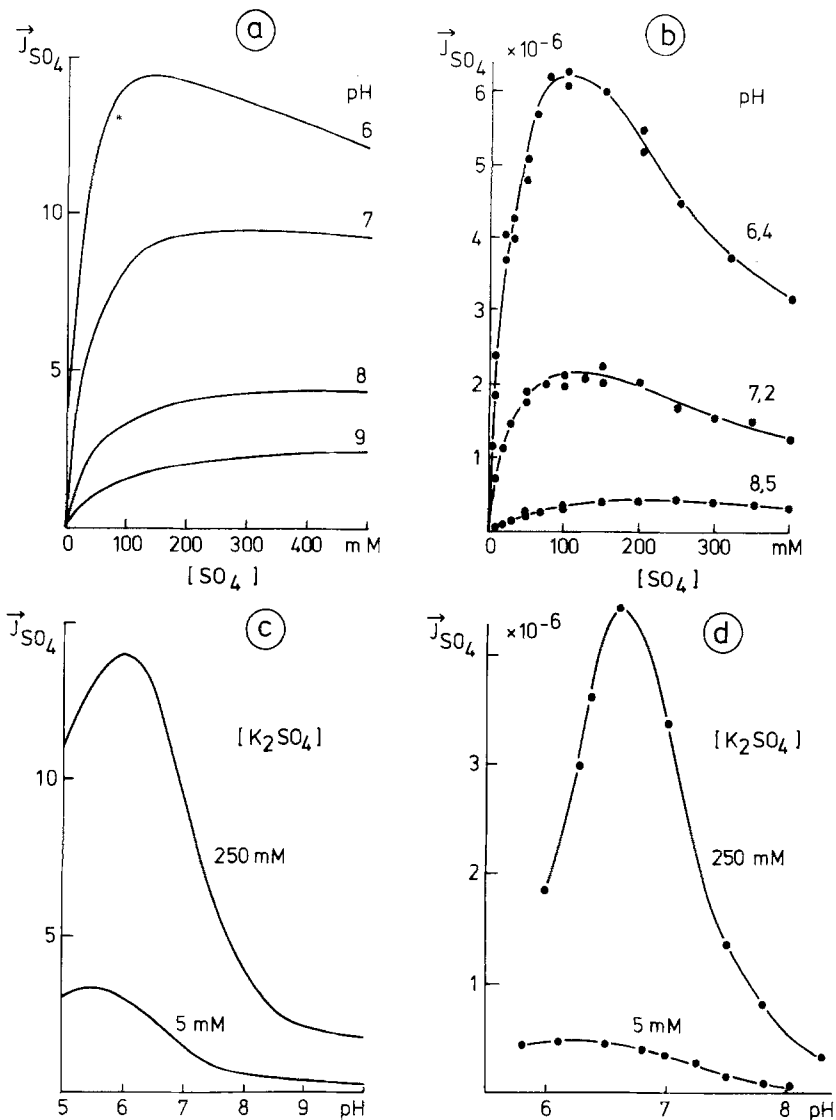 a
J SO4
pH
6
*
10
7
5
8
9
0 100 200 300 400 mM
[SO4]
b
J SO4 ×10-6
6
pH
5
6,4
4
3
2
7,2
1
8,5
0 100 200 300 mM
[SO4]
c
J SO4
[K2SO4]
10
250 mM
5
5 mM
5 6 7 8 9 pH
d
J SO4 ×10-6
4
[K2SO4]
3
250 mM
2
1
5 mM
6 7 8 pH